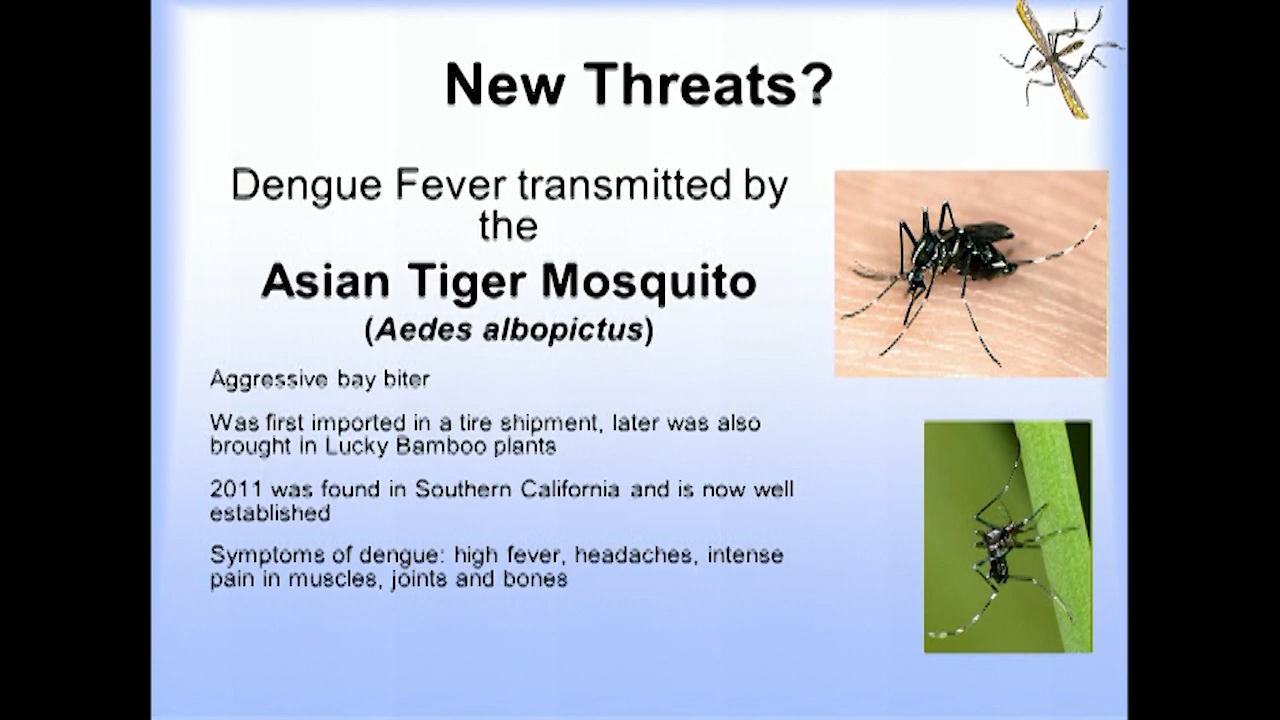 New Threats?
Dengue Fever transmitted by
the
Asian Tiger Mosquito
(Aedes albopictus)
Aggressive bay biter
Was first imported in a tire shipment, later was also
brought in Lucky Bamboo plants
2011 was found in Southern California and is now well
established
Symptoms of dengue: high fever, headaches, intense
pain in muscles, joints and bones